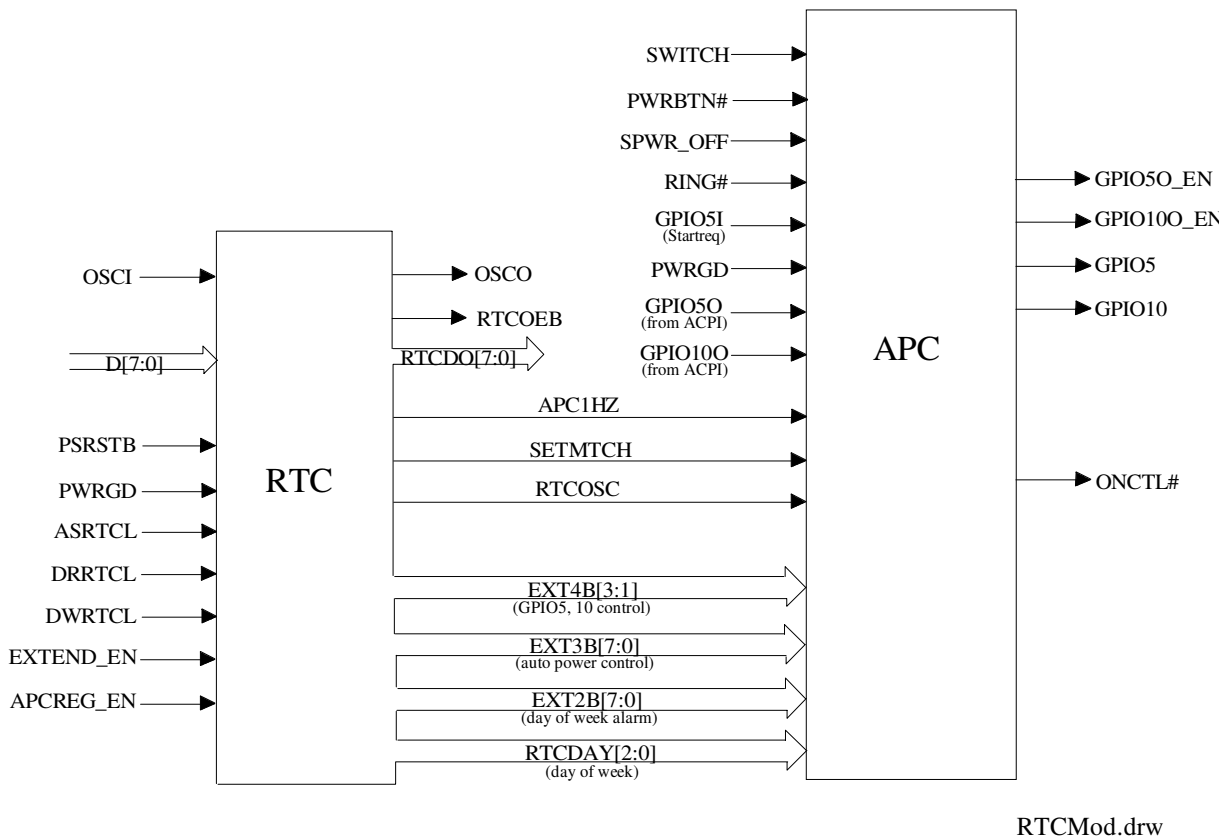 SWITCH
PWRBTN#
SPWR_OFF
RING#
GPIO5I
(Startreq)
PWRGD
GPIO5O
(from ACPI)
GPIO10O
(from ACPI)
APC
GPIO5O_EN
GPIO10O_EN
GPIO5
GPIO10
ONCTL#
OSCI
D[7:0]
PSRSTB
PWRGD
ASRTCL
DRRTCL
DWRTCL
EXTEND_EN
APCREG_EN
RTC
OSCO
RTCOEB
RTCDO[7:0]
APC1HZ
SETMTCH
RTCOSC
EXT4B[3:1]
(GPIO5, 10 control)
EXT3B[7:0]
(auto power control)
EXT2B[7:0]
(day of week alarm)
RTCDAY[2:0]
(day of week)
RTCMod.drw